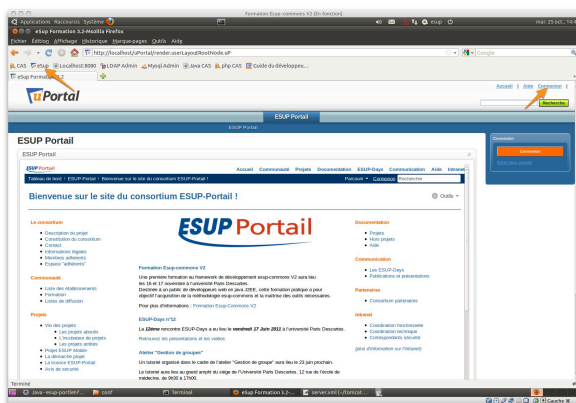 Formation Esup-commons V2 [En fonction]
Applications Raccourcis Système
esup
mar. 25 oct., 14:
eSup Formation 3.2-Mozilla Firefox
Fichier Édition Affichage Historique Marque-pages Outils Aide
http://localhost/uPortal/render.userLayoutRootNode.uP
Google
CAS eSup Localhost:8080 LDAP Admin Mysql Admin Java CAS php CAS Guide du développeu...
eSup Formation 3.2
Accueil | Aide Connexion |
uPortal
Recherche
ESUP Portail
ESUP Portail
ESUP Portail
Connexion
Connexion
ESUP Portail
ESUP Portail
Accueil Communauté Projets Documentation ESUP-Days Communication Aide Intranet
Tableau de bord / ESUP-Portail / Bienvenue sur le site du consortium ESUP-Portail !
Parcourir Connexion Rechercher
Bienvenue sur le site du consortium ESUP-Portail !
Outils
Le consortium
Description du projet
Constitution du consortium
Contact
Informations légales
Membres adhérents
Espace "adhérents"
Communauté
Liste des établissements
Formation
Listes de diffusion
Projets
Vie des projets
Les projets aboutis
L'incubateur
Les projets amités
Projet ESUP Mobile
La démarche projet
La licence ESUP-Portail
Avis de sécurité
ESUP Portail
Formation Esup-commons V2
Une première formation au framework de développement esup-commons V2 aura lieu
les 16 et 17 novembre à l'université Paris Descartes.
Destinée à un public de développeurs web en java J2EE, cette formation pratique a pour
objectif l'acquisition de la méthodologie esup-commons et la maîtrise des outils nécessaires.
Pour plus d'informations : Formation Esup-Commons V2
ESUP-Days n°12
La 12ème rencontre ESUP-Days a eu lieu le vendredi 17 Juin 2011 à l'université Paris Descartes.
Retrouvez les présentations et les vidéos
Atelier "Gestion de groupes"
Un tutoriel organisé dans le cadre de l'atelier "Gestion de groupe" aura lieu le 23 juin prochain.
Le tutoriel aura lieu au grand amphi du siège de l'Université Paris Descartes, 12 rue de l'école de
médecine, de 9h30 à 17h00.
Documentation
Projets
Hors projets
Aide
Communication
Les ESUP-Days
Publications et présentations
Partenaires
Consortium partenaires
Intranet
Coordination fonctionnelle
Coordination technique
Correspondants sécurité
(plus d'information sur l'intranet)
Terminé
Java - esup-portlet/f...
conf
Terminal
eSup Formation 3.2-...
server.xml (~/tomcat...
Gauche ⌘